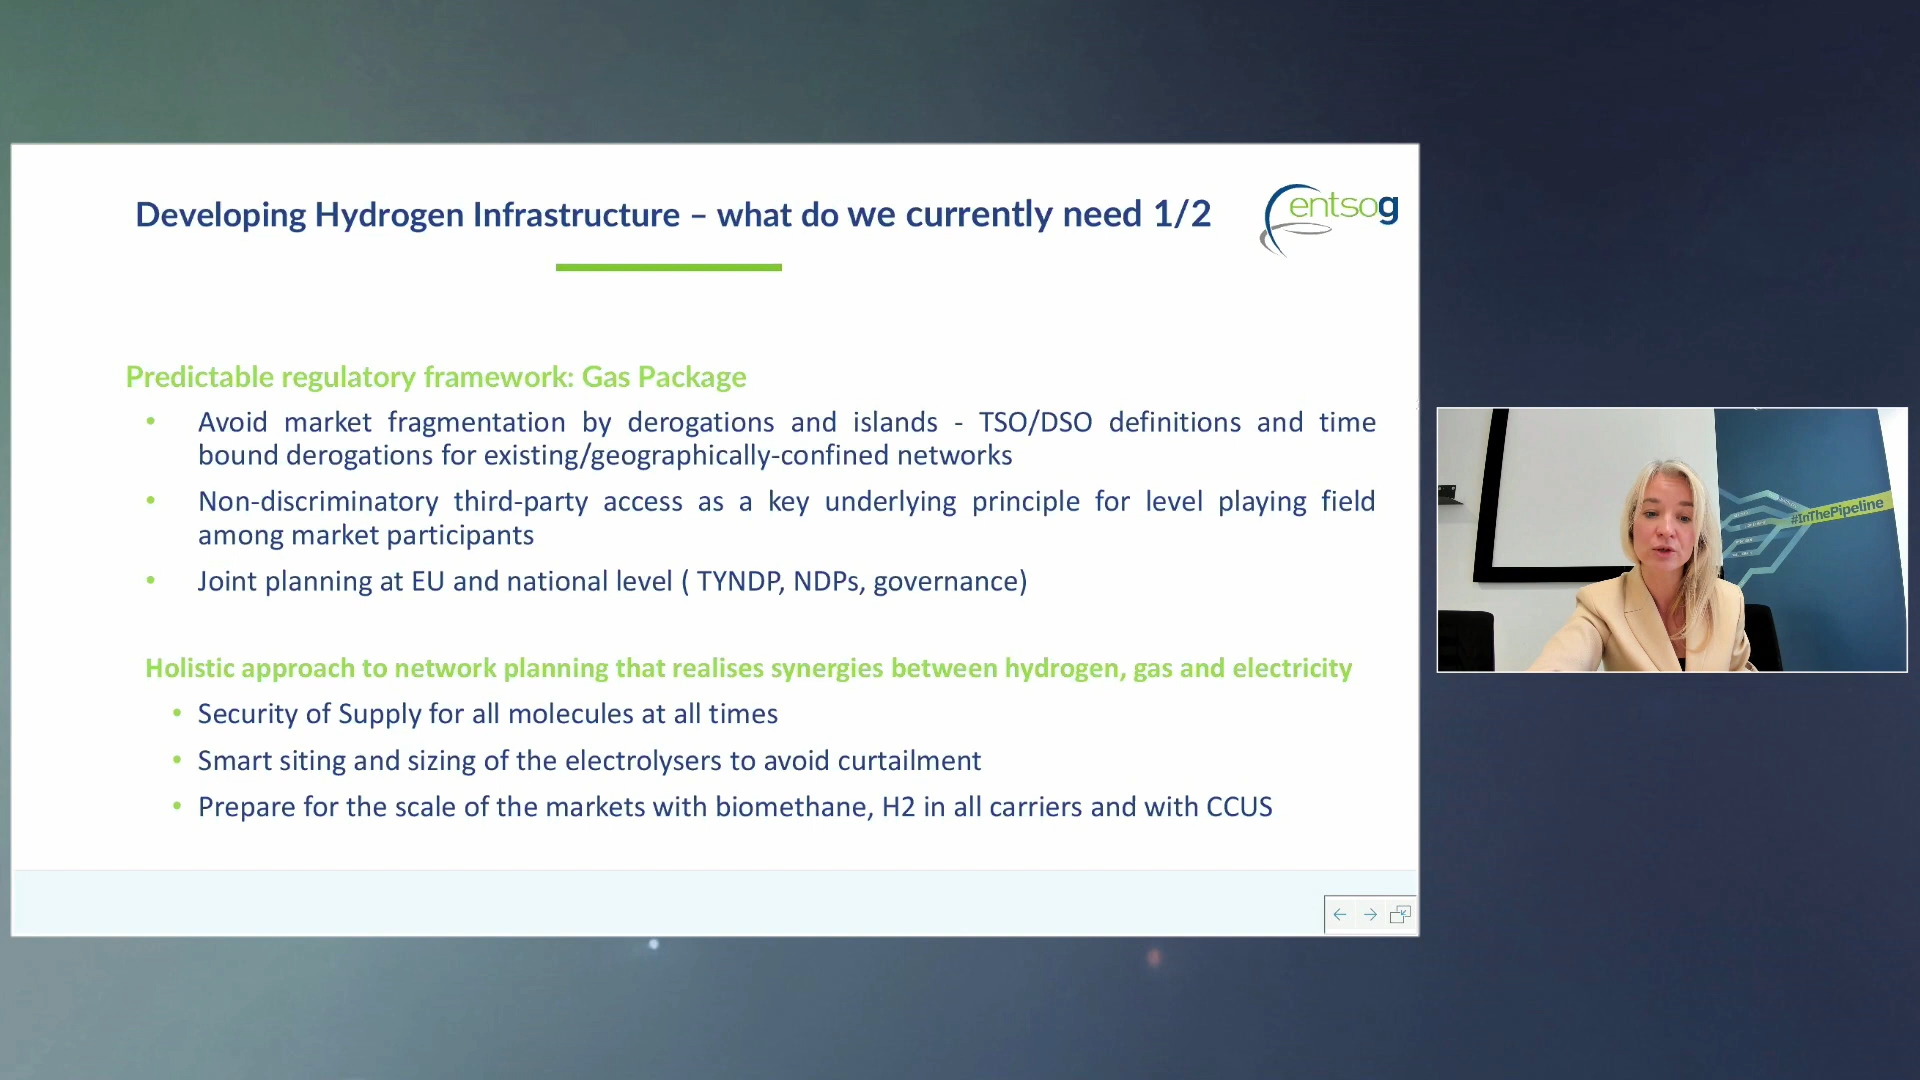 Developing Hydrogen Infrastructure – what do we currently need 1/2
entsog
Predictable regulatory framework: Gas Package
• Avoid market fragmentation by derogations and islands - TSO/DSO definitions and time
bound derogations for existing/geographically-confined networks
• Non-discriminatory third-party access as a key underlying principle for level playing field
among market participants
• Joint planning at EU and national level ( TYNDP, NDPs, governance)
Holistic approach to network planning that realises synergies between hydrogen, gas and electricity
• Security of Supply for all molecules at all times
• Smart siting and sizing of the electrolysers to avoid curtailment
• Prepare for the scale of the markets with biomethane, H2 in all carriers and with CCUS
#InThePipeline